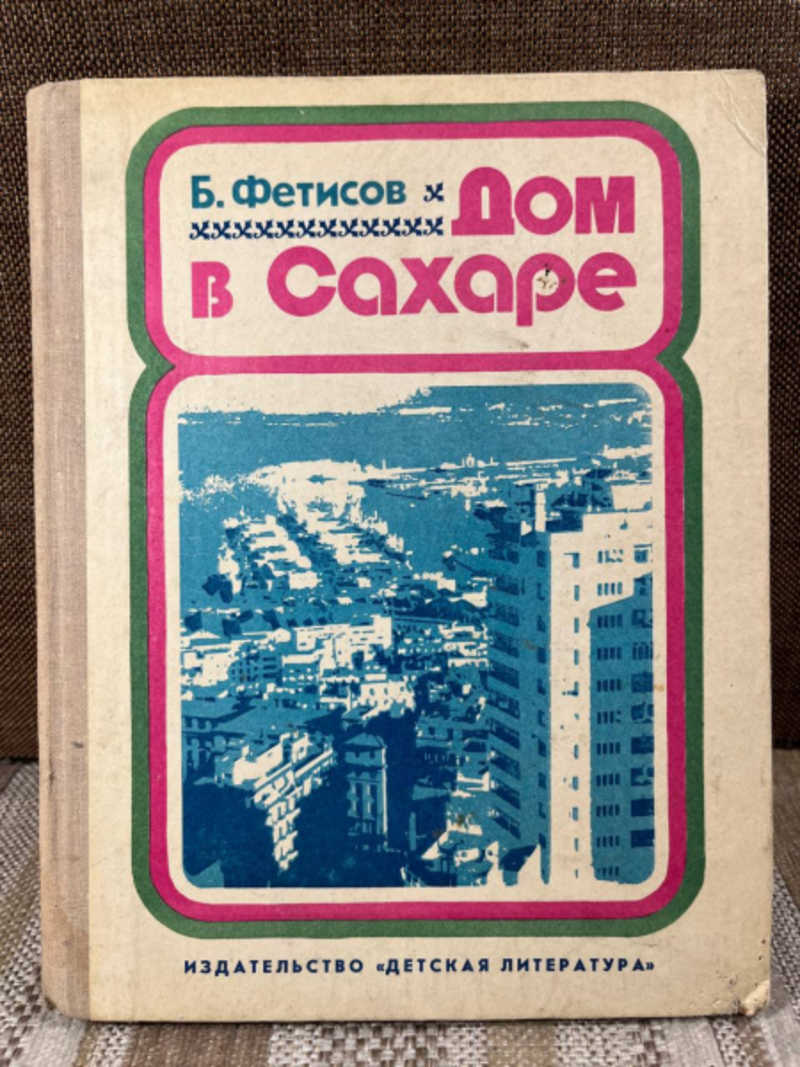 Б. Фетисов
Дом
в Сахаре
ИЗДАТЕЛЬСТВО «ДЕТСКАЯ ЛИТЕРАТУРА»